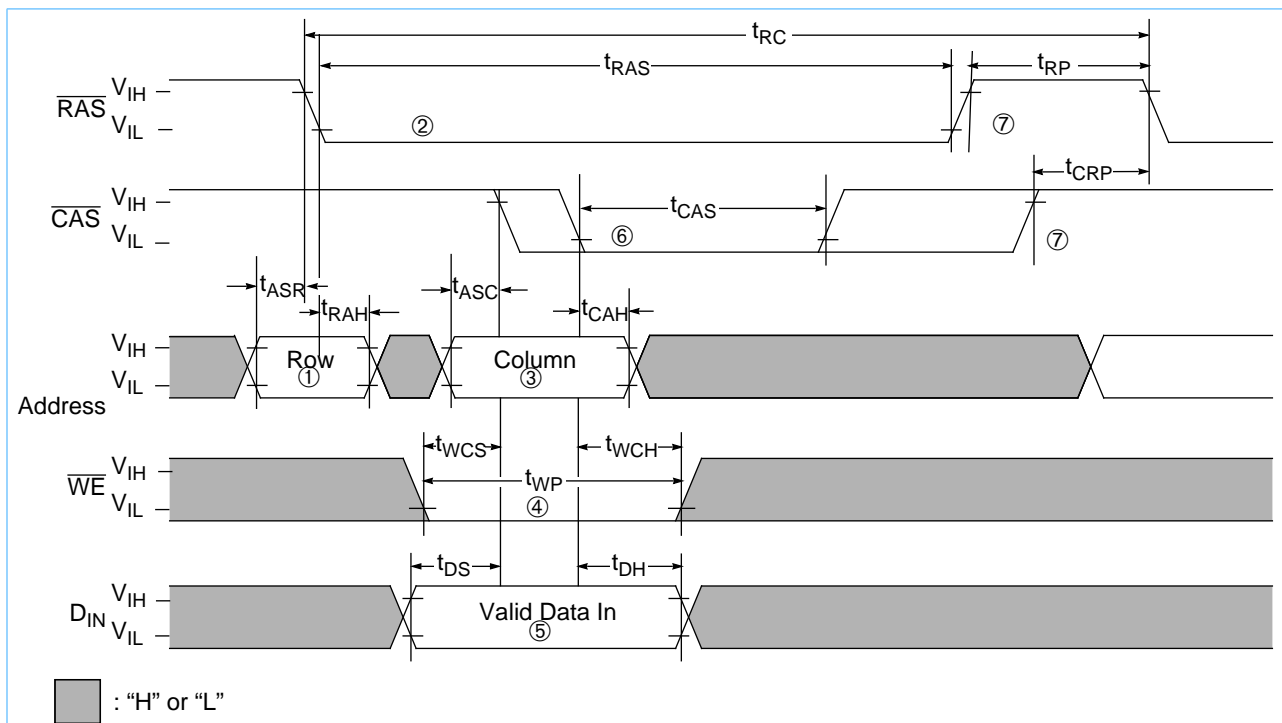 tRC
tRAS
tRP
RAS
VIH
VIL
②
⑦
tCRP
CAS
VIH
VIL
tCAS
⑥
⑦
tASR
tRAH
tASC
tCAH
Address
VIH
VIL
Row
①
Column
③
tWCS
tWCH
WE
VIH
VIL
tWP
④
tDS
tDH
DIN
VIH
VIL
Valid Data In
⑤
: “H” or “L”